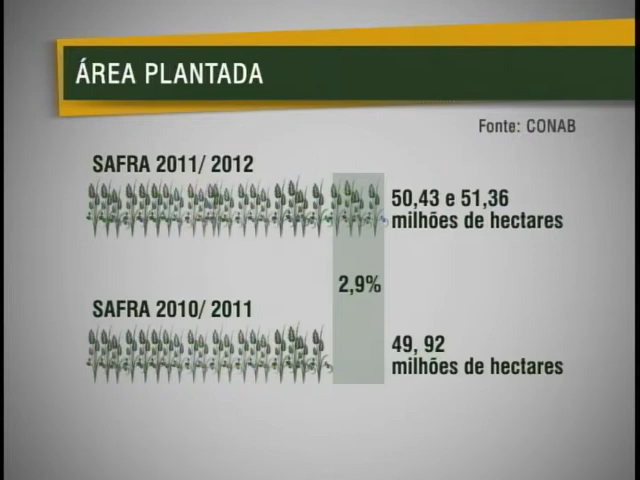 ÁREA PLANTADA
Fonte: CONAB
SAFRA 2011/ 2012
50,43 e 51,36
milhões de hectares
2,9%
SAFRA 2010/ 2011
49, 92
milhões de hectares